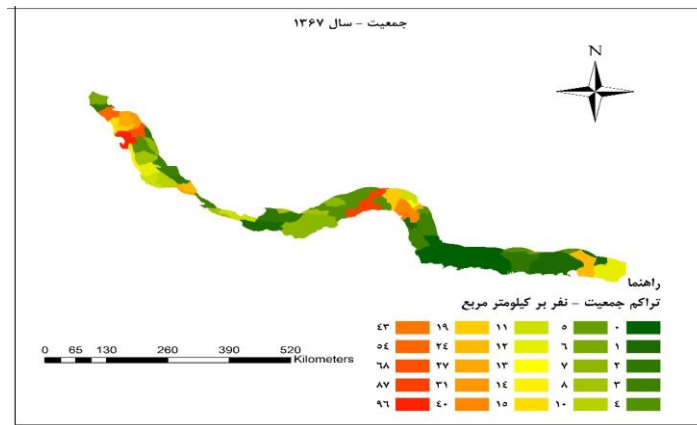 جمعیت - سال ۱۳۶۷
N
راهنما
تراکم جمعیت - نفر بر کیلومتر مربع
۰ ۵ ۱۱ ۱۹ ۴۳
۱ ۶ ۱۲ ۲۴ ۵۴
۲ ۷ ۱۳ ۲۷ ۶۸
۳ ۸ ۱۴ ۳۱ ۸۷
۴ ۱۰ ۱۵ ۴۰ ۹۶
0 65 130 260 390 520
Kilometers